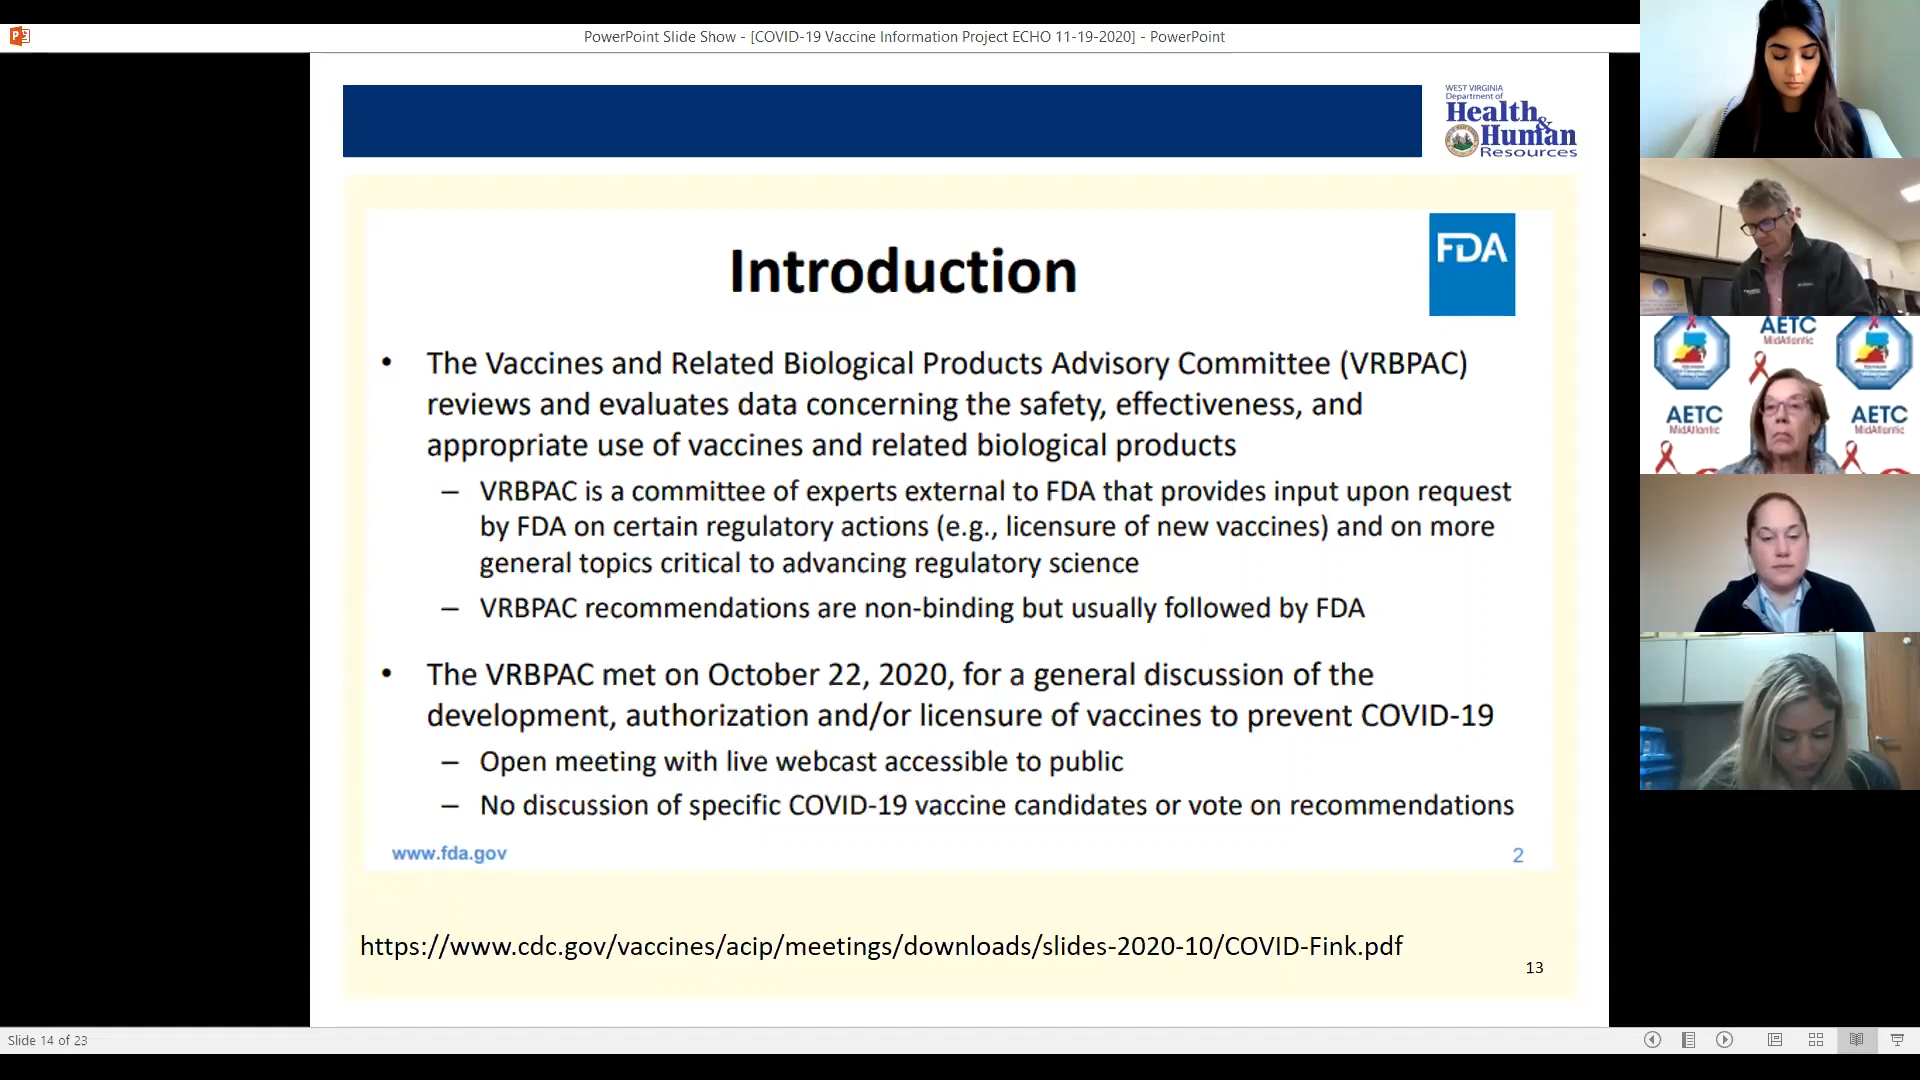 PowerPoint Slide Show - [COVID-19 Vaccine Information Project ECHO 11-19-2020] - PowerPoint
WEST VIRGINIA
Department of
Health
&
Human
Resources
FDA
Introduction
• The Vaccines and Related Biological Products Advisory Committee (VRBPAC)
reviews and evaluates data concerning the safety, effectiveness, and
appropriate use of vaccines and related biological products
– VRBPAC is a committee of experts external to FDA that provides input upon request
by FDA on certain regulatory actions (e.g., licensure of new vaccines) and on more
general topics critical to advancing regulatory science
– VRBPAC recommendations are non-binding but usually followed by FDA
• The VRBPAC met on October 22, 2020, for a general discussion of the
development, authorization and/or licensure of vaccines to prevent COVID-19
– Open meeting with live webcast accessible to public
– No discussion of specific COVID-19 vaccine candidates or vote on recommendations
www.fda.gov
2
https://www.cdc.gov/vaccines/acip/meetings/downloads/slides-2020-10/COVID-Fink.pdf
13
Slide 14 of 23
AETC
MidAtlantic
AETC
MidAtlantic
AETC
MidAtlantic